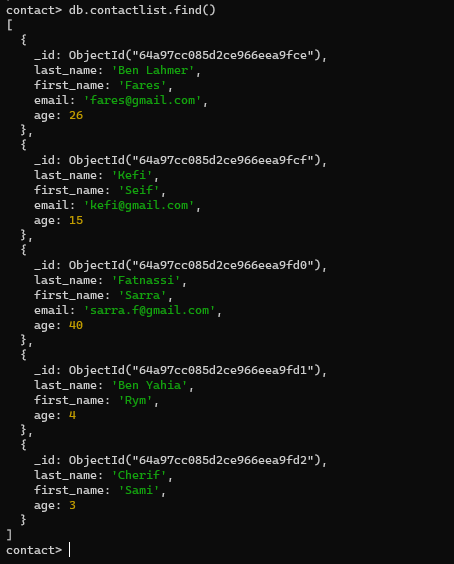 contact> db.contactlist.find()
[
  {
    _id: ObjectId("64a97cc085d2ce966eea9fce"),
    last_name: 'Ben Lahmer',
    first_name: 'Fares',
    email: 'fares@gmail.com',
    age: 26
  },
  {
    _id: ObjectId("64a97cc085d2ce966eea9fcf"),
    last_name: 'Kefi',
    first_name: 'Seif',
    email: 'kefi@gmail.com',
    age: 15
  },
  {
    _id: ObjectId("64a97cc085d2ce966eea9fd0"),
    last_name: 'Fatnassi',
    first_name: 'Sarra',
    email: 'sarra.f@gmail.com',
    age: 40
  },
  {
    _id: ObjectId("64a97cc085d2ce966eea9fd1"),
    last_name: 'Ben Yahia',
    first_name: 'Rym',
    age: 4
  },
  {
    _id: ObjectId("64a97cc085d2ce966eea9fd2"),
    last_name: 'Cherif',
    first_name: 'Sami',
    age: 3
  }
]
contact>